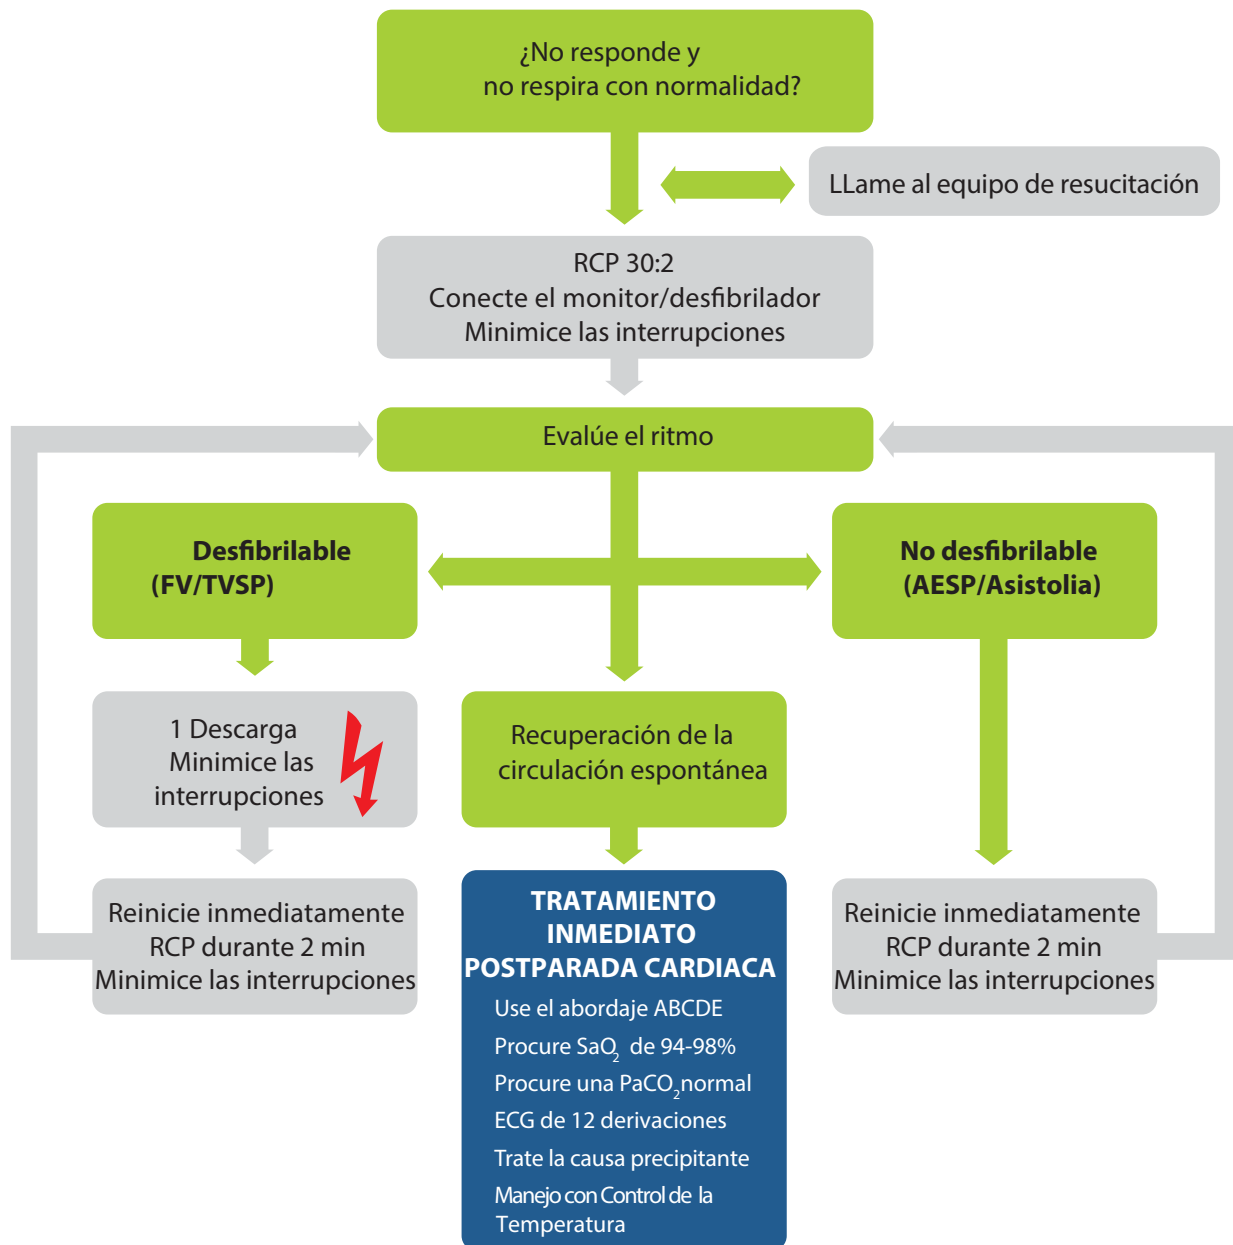 ¿No responde y
no respira con normalidad?
LLame al equipo de resucitación
RCP 30:2
Conecte el monitor/desfibrilador
Minimice las interrupciones
Evalúe el ritmo
Desfibrilable
(FV/TVSP)
No desfibrilable
(AESP/Asistolia)
1 Descarga
Minimice las
interrupciones
Recuperación de la
circulación espontánea
Reinicie inmediatamente
RCP durante 2 min
Minimice las interrupciones
TRATAMIENTO
INMEDIATO
POSTPARADA CARDIACA
Use el abordaje ABCDE
Procure SaO₂ de 94-98%
Procure una PaCO₂ normal
ECG de 12 derivaciones
Trate la causa precipitante
Manejo con Control de la
Temperatura
Reinicie inmediatamente
RCP durante 2 min
Minimice las interrupciones